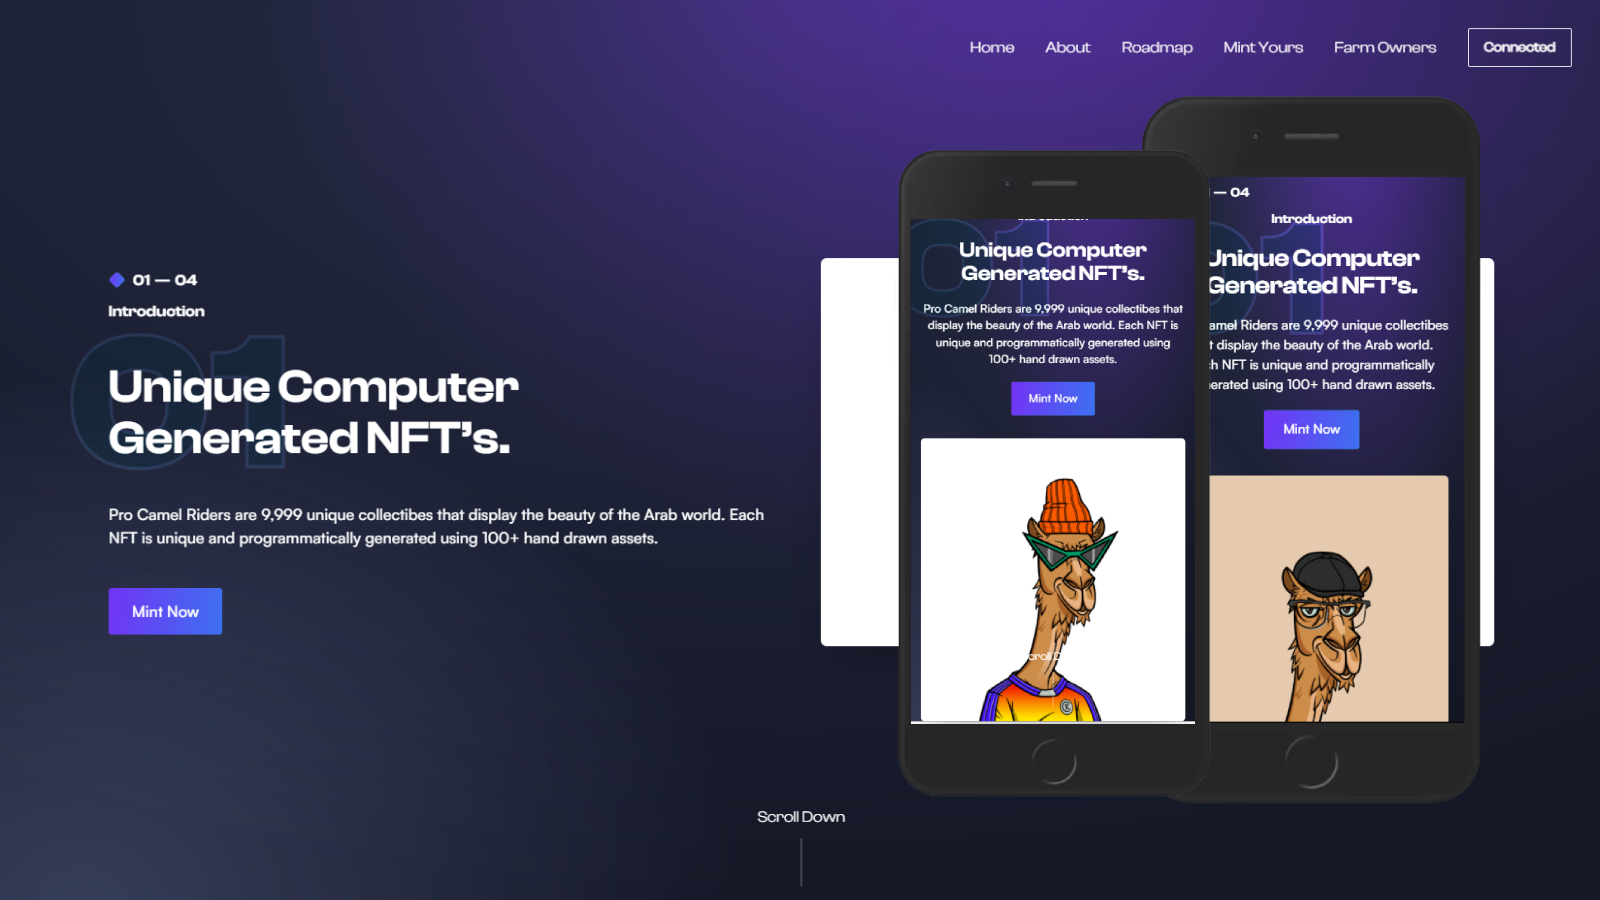 Home About Roadmap Mint Yours Farm Owners Connected
01 — 04
Introduction
01
Unique Computer
Generated NFT's.
Pro Camel Riders are 9,999 unique collectibes that display the beauty of the Arab world. Each
NFT is unique and programmatically generated using 100+ hand drawn assets.
Mint Now
01
Unique Computer
Generated NFT's.
Pro Camel Riders are 9,999 unique collectibes that
display the beauty of the Arab world. Each NFT is
unique and programmatically generated using
100+ hand drawn assets.
Mint Now
— 04
Introduction
Unique Computer
Generated NFT's.
amel Riders are 9,999 unique collectibes
t display the beauty of the Arab world.
ch NFT is unique and programmatically
erated using 100+ hand drawn assets.
Mint Now
Scroll Down